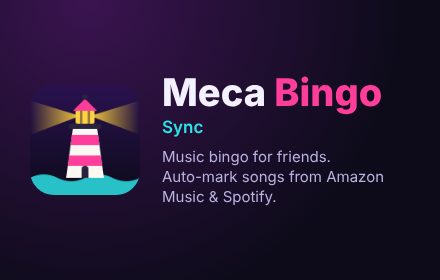 Meca Bingo
Sync
Music bingo for friends.
Auto-mark songs from Amazon
Music & Spotify.